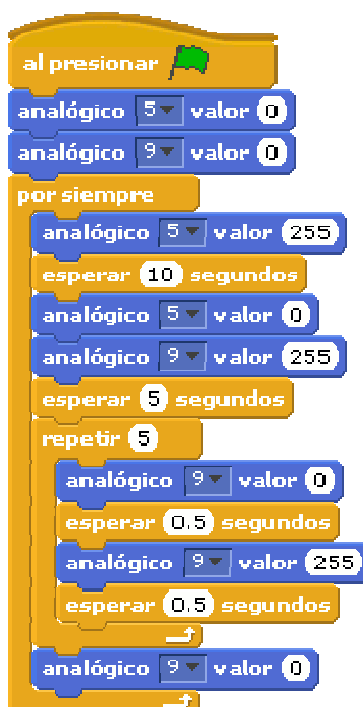 al presionar
analógico 5 valor 0
analógico 9 valor 0
por siempre
analógico 5 valor 255
esperar 10 segundos
analógico 5 valor 0
analógico 9 valor 255
esperar 5 segundos
repetir 5
analógico 9 valor 0
esperar 0.5 segundos
analógico 9 valor 255
esperar 0.5 segundos
analógico 9 valor 0